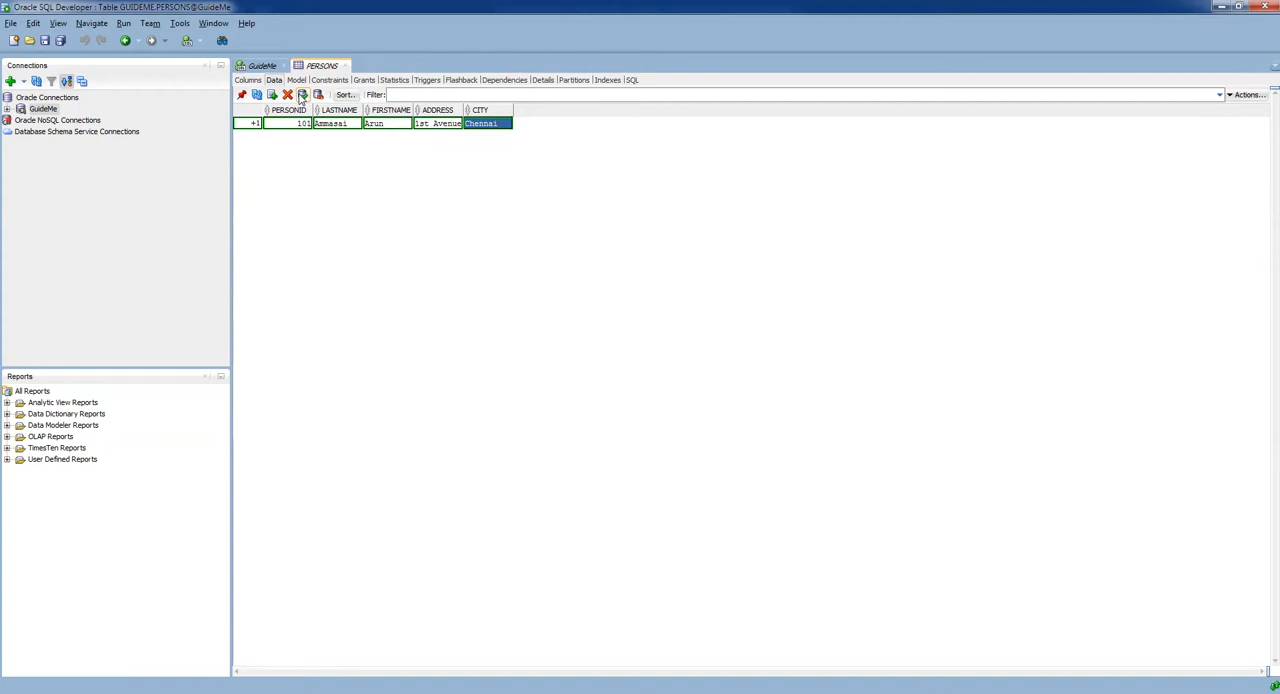 Oracle SQL Developer : Table GUIDEME.PERSONS@GuideMe
File Edit View Navigate Run Team Tools Window Help
Connections
Oracle Connections
GuideMe
Oracle NoSQL Connections
Database Schema Service Connections
Reports
All Reports
Analytic View Reports
Data Dictionary Reports
Data Modeler Reports
OLAP Reports
TimesTen Reports
User Defined Reports
GuideMe PERSONS
Columns Data Model Constraints Grants Statistics Triggers Flashback Dependencies Details Partitions Indexes SQL
Sort.. Filter: Actions...
PERSONID LASTNAME FIRSTNAME ADDRESS CITY
+1 101 Ammasai Arun 1st Avenue Chennai